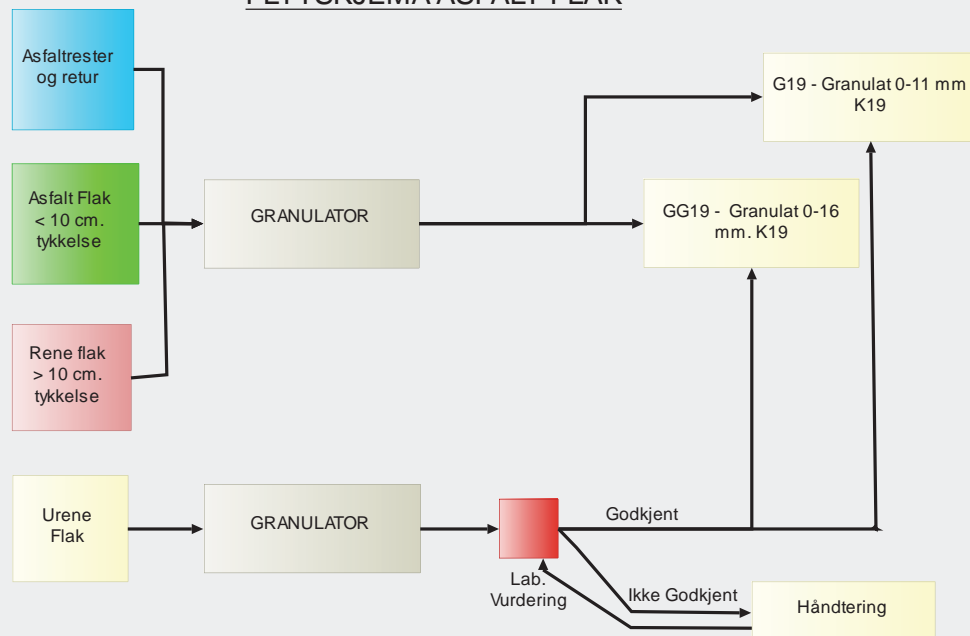 Asfaltrester
og retur
G19 - Granulat 0-11 mm
K19
Asfalt Flak
< 10 cm.
tykkelse
GRANULATOR
GG19 - Granulat 0-16
mm. K19
Rene flak
> 10 cm.
tykkelse
Urene
Flak
GRANULATOR
Godkjent
Lab.
Vurdering
Ikke Godkjent
Håndtering